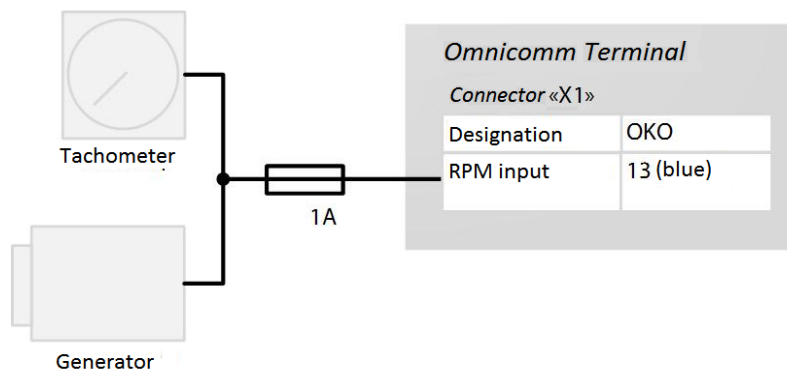 Omnicomm Terminal
Connector «X1»
Designation OKO
RPM input 13 (blue)
Tachometer
1A
Generator